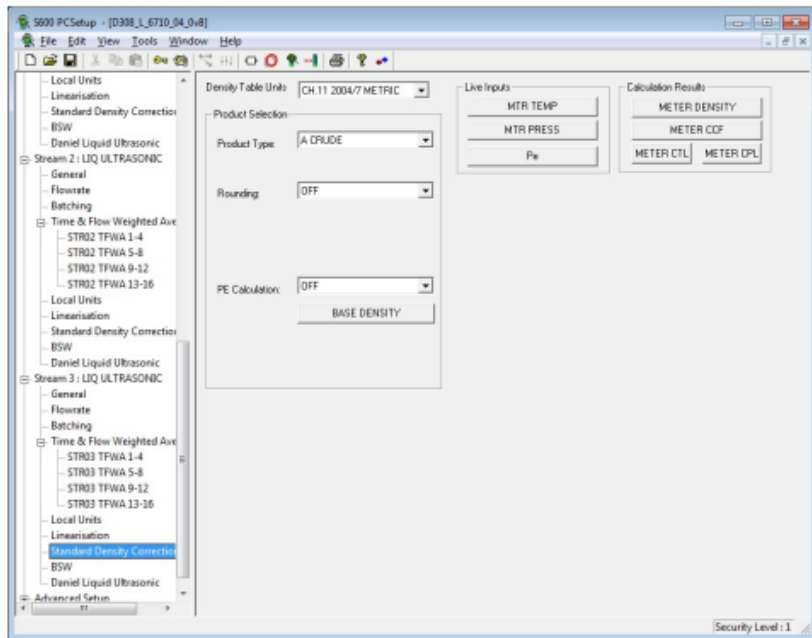 S600 PCSetup - [D308_L_6710_04_0v8]
File Edit View Tools Window Help
Local Units
Linearisation
Standard Density Correction
BSW
Daniel Liquid Ultrasonic
Stream 2 : LIQ ULTRASONIC
General
Flowrate
Batching
Time & Flow Weighted Ave
STR02 TFWA 1-4
STR02 TFWA 5-8
STR02 TFWA 9-12
STR02 TFWA 13-16
Local Units
Linearisation
Standard Density Correction
BSW
Daniel Liquid Ultrasonic
Stream 3 : LIQ ULTRASONIC
General
Flowrate
Batching
Time & Flow Weighted Ave
STR03 TFWA 1-4
STR03 TFWA 5-8
STR03 TFWA 9-12
STR03 TFWA 13-16
Local Units
Linearisation
Standard Density Correction
BSW
Daniel Liquid Ultrasonic
Advanced Setup
Density Table Units CH.11 2004/7 METRIC
Product Selection
Product Type: A CRUDE
Rounding: OFF
PE Calculation: OFF
BASE DENSITY
Live Inputs
MTR TEMP
MTR PRESS
Pe
Calculation Results
METER DENSITY
METER CCF
METER CTL METER CPL
Security Level : 1